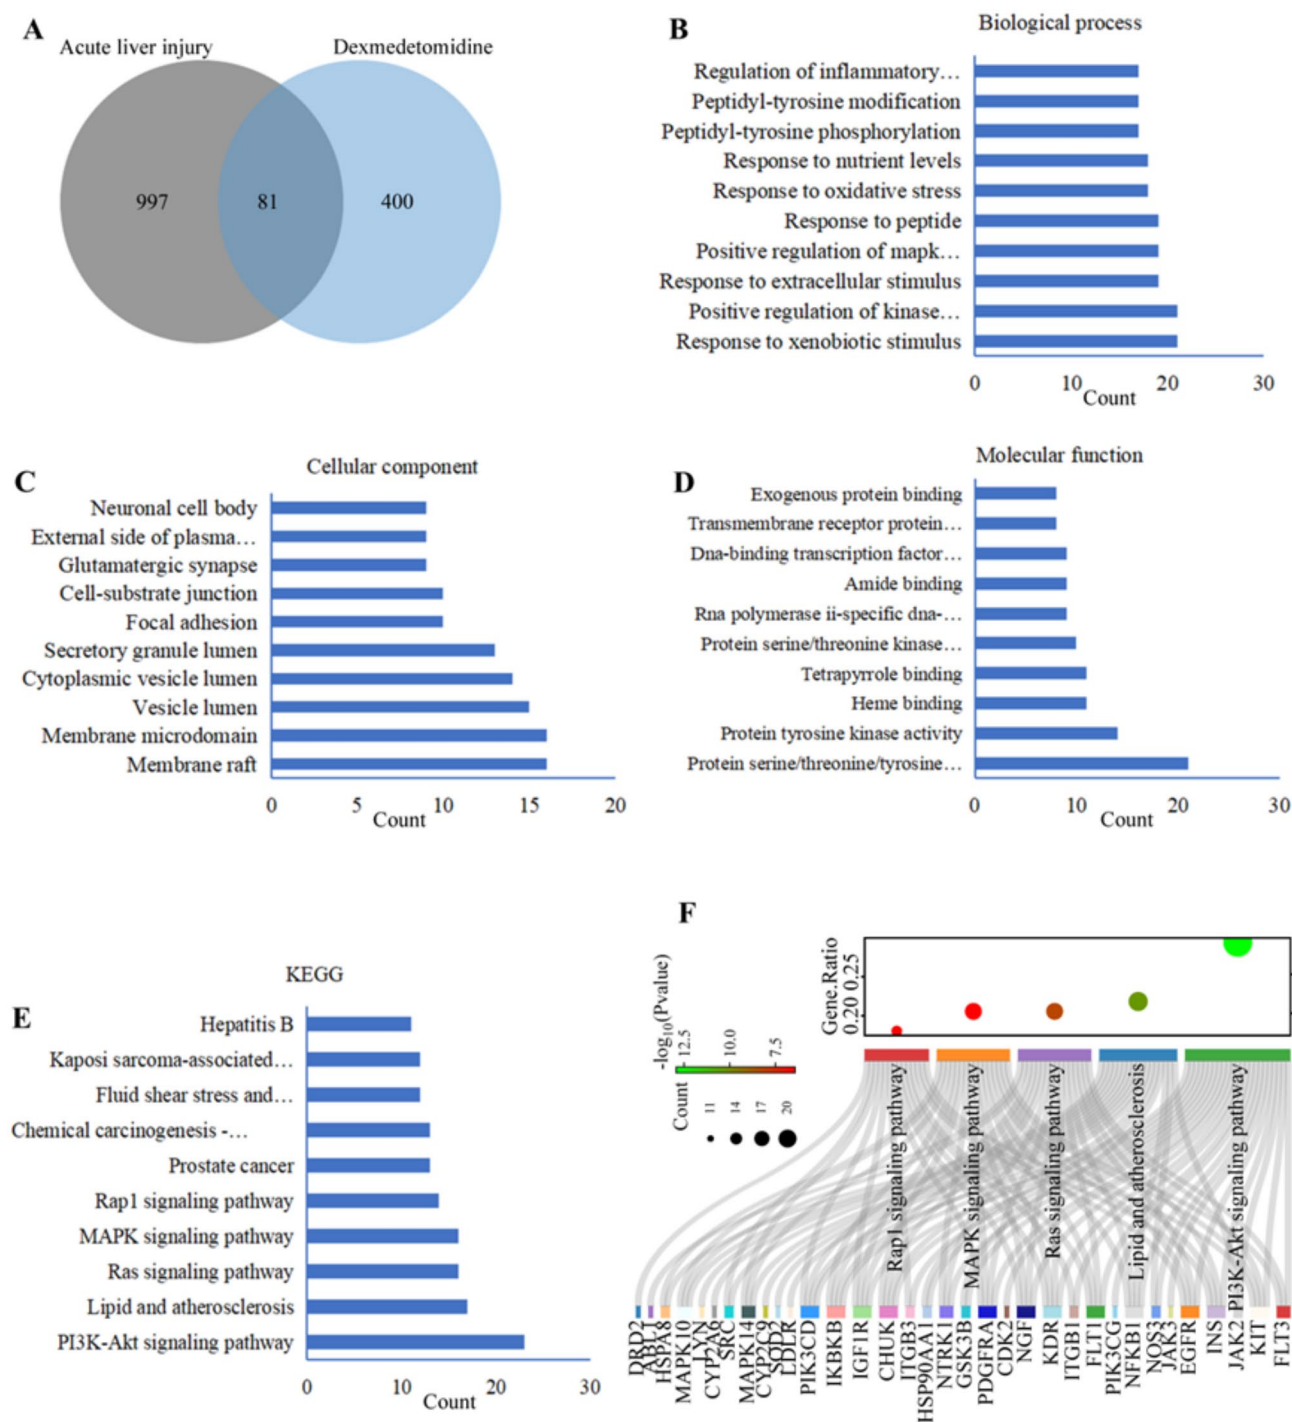 A
Acute liver injury
Dexmedetomidine
997
81
400
B
Biological process
Regulation of inflammatory…
Peptidyl-tyrosine modification
Peptidyl-tyrosine phosphorylation
Response to nutrient levels
Response to oxidative stress
Response to peptide
Positive regulation of mapk…
Response to extracellular stimulus
Positive regulation of kinase…
Response to xenobiotic stimulus
0 10 20 30
Count
C
Cellular component
Neuronal cell body
External side of plasma…
Glutamatergic synapse
Cell-substrate junction
Focal adhesion
Secretory granule lumen
Cytoplasmic vesicle lumen
Vesicle lumen
Membrane microdomain
Membrane raft
0 5 10 15 20
Count
D
Molecular function
Exogenous protein binding
Transmembrane receptor protein…
Dna-binding transcription factor…
Amide binding
Rna polymerase ii-specific dna-…
Protein serine/threonine kinase…
Tetrapyrrole binding
Heme binding
Protein tyrosine kinase activity
Protein serine/threonine/tyrosine…
0 10 20 30
Count
E
KEGG
Hepatitis B
Kaposi sarcoma-associated…
Fluid shear stress and…
Chemical carcinogenesis -…
Prostate cancer
Rap1 signaling pathway
MAPK signaling pathway
Ras signaling pathway
Lipid and atherosclerosis
PI3K-Akt signaling pathway
0 10 20 30
Count
F
-log10(Pvalue)
12.5
10.0
7.5
Count
11
14
17
20
Gene.Ratio
0.20 0.25
Rap1 signaling pathway
MAPK signaling pathway
Ras signaling pathway
Lipid and atherosclerosis
PI3K-Akt signaling pathway
DRD2
ABL1
HSPA8
MAPK10
LYN
CYP2A6
SRC
MAPK14
CYP2C9
SOD2
LDLR
PIK3CD
IKBKB
IGF1R
CHUK
ITGB3
HSP90AA1
NTRK1
GSK3B
PDGFRA
CDK2
NGF
KDR
ITGB1
FLT1
PIK3CG
NFKB1
NOS3
JAK3
EGFR
INS
JAK2
KIT
FLT3